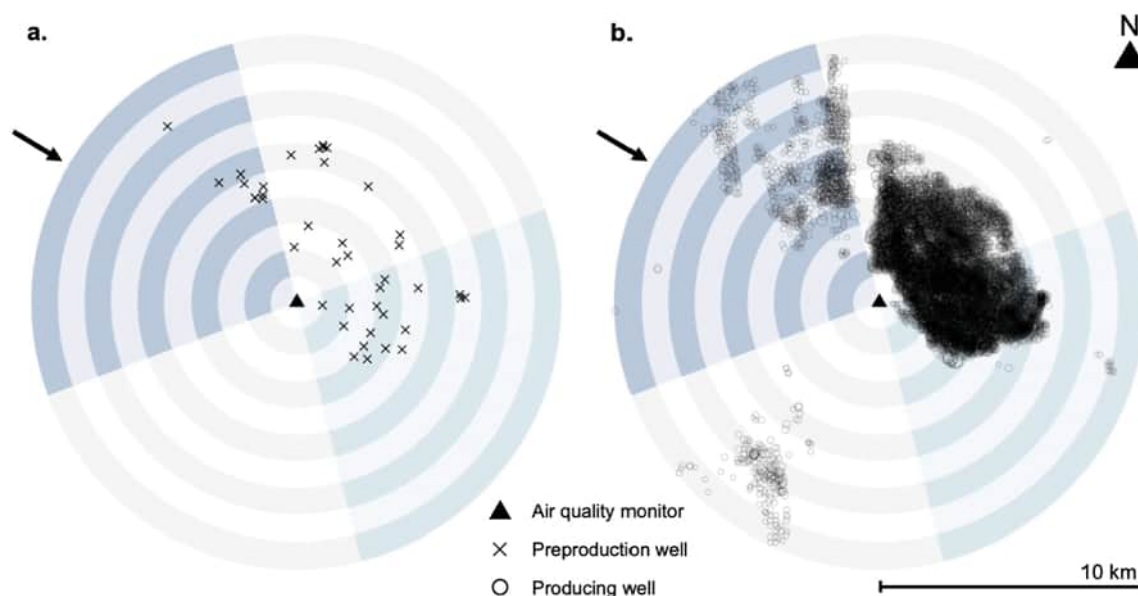 a.
b.
N
Air quality monitor
Preproduction well
Producing well
10 km